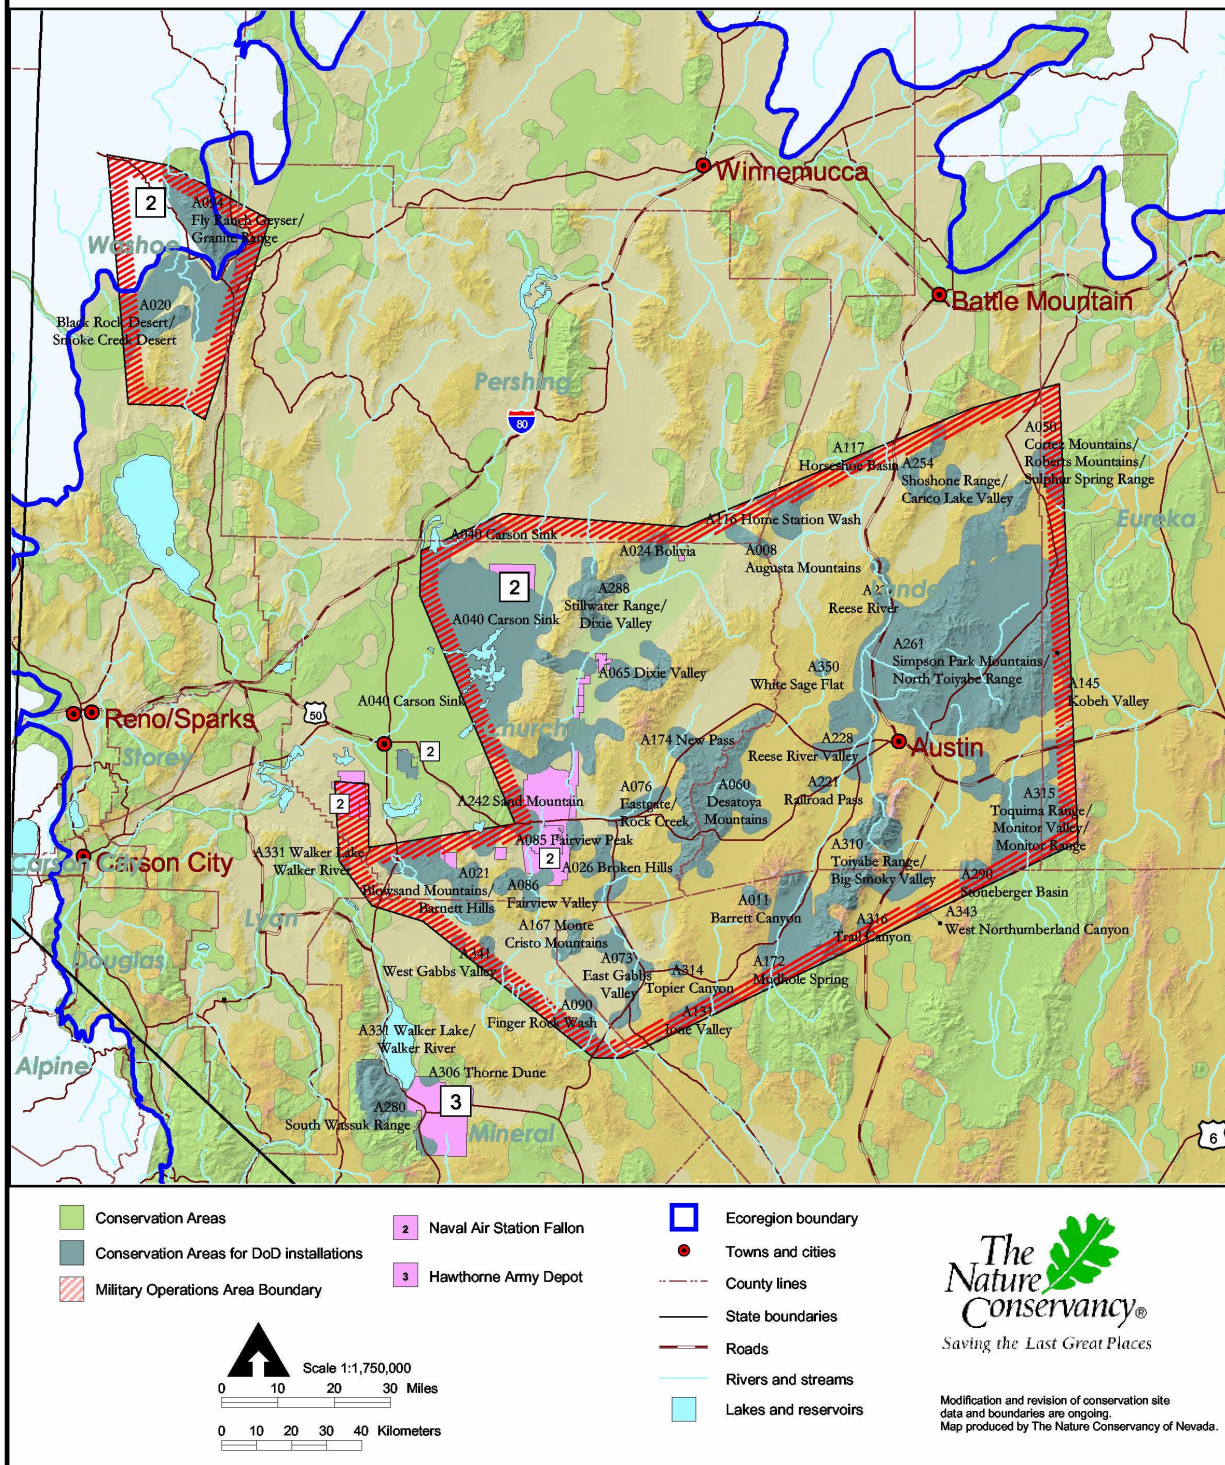 Winnemucca
2
A094
Fly Ranch Geyser/
Granite Range
Washoe
Battle Mountain
A020
Black Rock Desert/
Smoke Creek Desert
Pershing
80
A050
Cortez Mountains/
Roberts Mountains/
Sulphur Spring Range
A117
Horseshoe Basin
A254
Shoshone Range/
Carico Lake Valley
Eureka
A116 Home Station Wash
A040 Carson Sink
A024 Bolivia
A008
Augusta Mountains
2
A288
Stillwater Range/
Dixie Valley
Reese River
A040 Carson Sink
A261
Simpson Park Mountains/
North Toiyabe Range
A065 Dixie Valley
A350
White Sage Flat
A145
Kobeh Valley
A040 Carson Sink
50
Reno/Sparks
Churchill
A174 New Pass
A228
Reese River Valley
Austin
2
Storey
A221
Railroad Pass
A076
Eastgate/
Rock Creek
A060
Desatoya
Mountains
A315
Toquima Range/
Monitor Valley/
Monitor Range
2
A242 Sand Mountain
A085 Fairview Peak
2
Carson
Carson City
A331 Walker Lake/
Walker River
A026 Broken Hills
A310
Toiyabe Range/
Big Smoky Valley
A021
Blowsand Mountains/
Barnett Hills
A086
Fairview Valley
A290
Stoneberger Basin
A011
Barrett Canyon
Lyon
A167 Monte
Cristo Mountains
A316
Trail Canyon
A343
West Northumberland Canyon
Douglas
A341
West Gabbs Valley
A073
East Gabbs
Valley
A314
Topier Canyon
A172
Mudhole Spring
A090
Finger Rock Wash
Ione Valley
A331 Walker Lake/
Walker River
Alpine
A306 Thorne Dune
3
A280
South Wassuk Range
Mineral
6
Conservation Areas
Conservation Areas for DoD installations
Military Operations Area Boundary
2 Naval Air Station Fallon
3 Hawthorne Army Depot
Ecoregion boundary
Towns and cities
County lines
State boundaries
Roads
Rivers and streams
Lakes and reservoirs
Scale 1:1,750,000
0 10 20 30 Miles
0 10 20 30 40 Kilometers
The
Nature
Conservancy®
Saving the Last Great Places
Modification and revision of conservation site
data and boundaries are ongoing.
Map produced by The Nature Conservancy of Nevada.